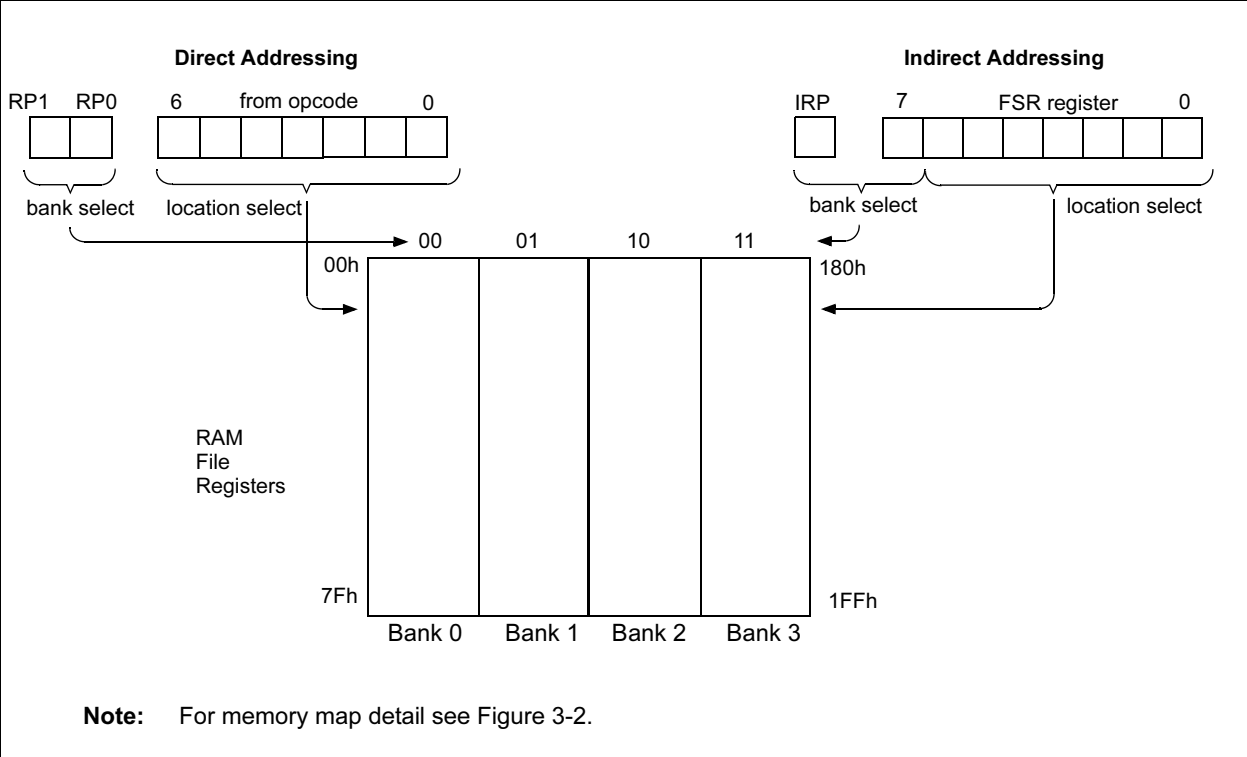 Direct Addressing
Indirect Addressing
RP1 RP0 6 from opcode 0
IRP 7 FSR register 0
bank select location select
bank select location select
00 01 10 11
00h
180h
RAM
File
Registers
7Fh
1FFh
Bank 0 Bank 1 Bank 2 Bank 3
Note: For memory map detail see Figure 3-2.